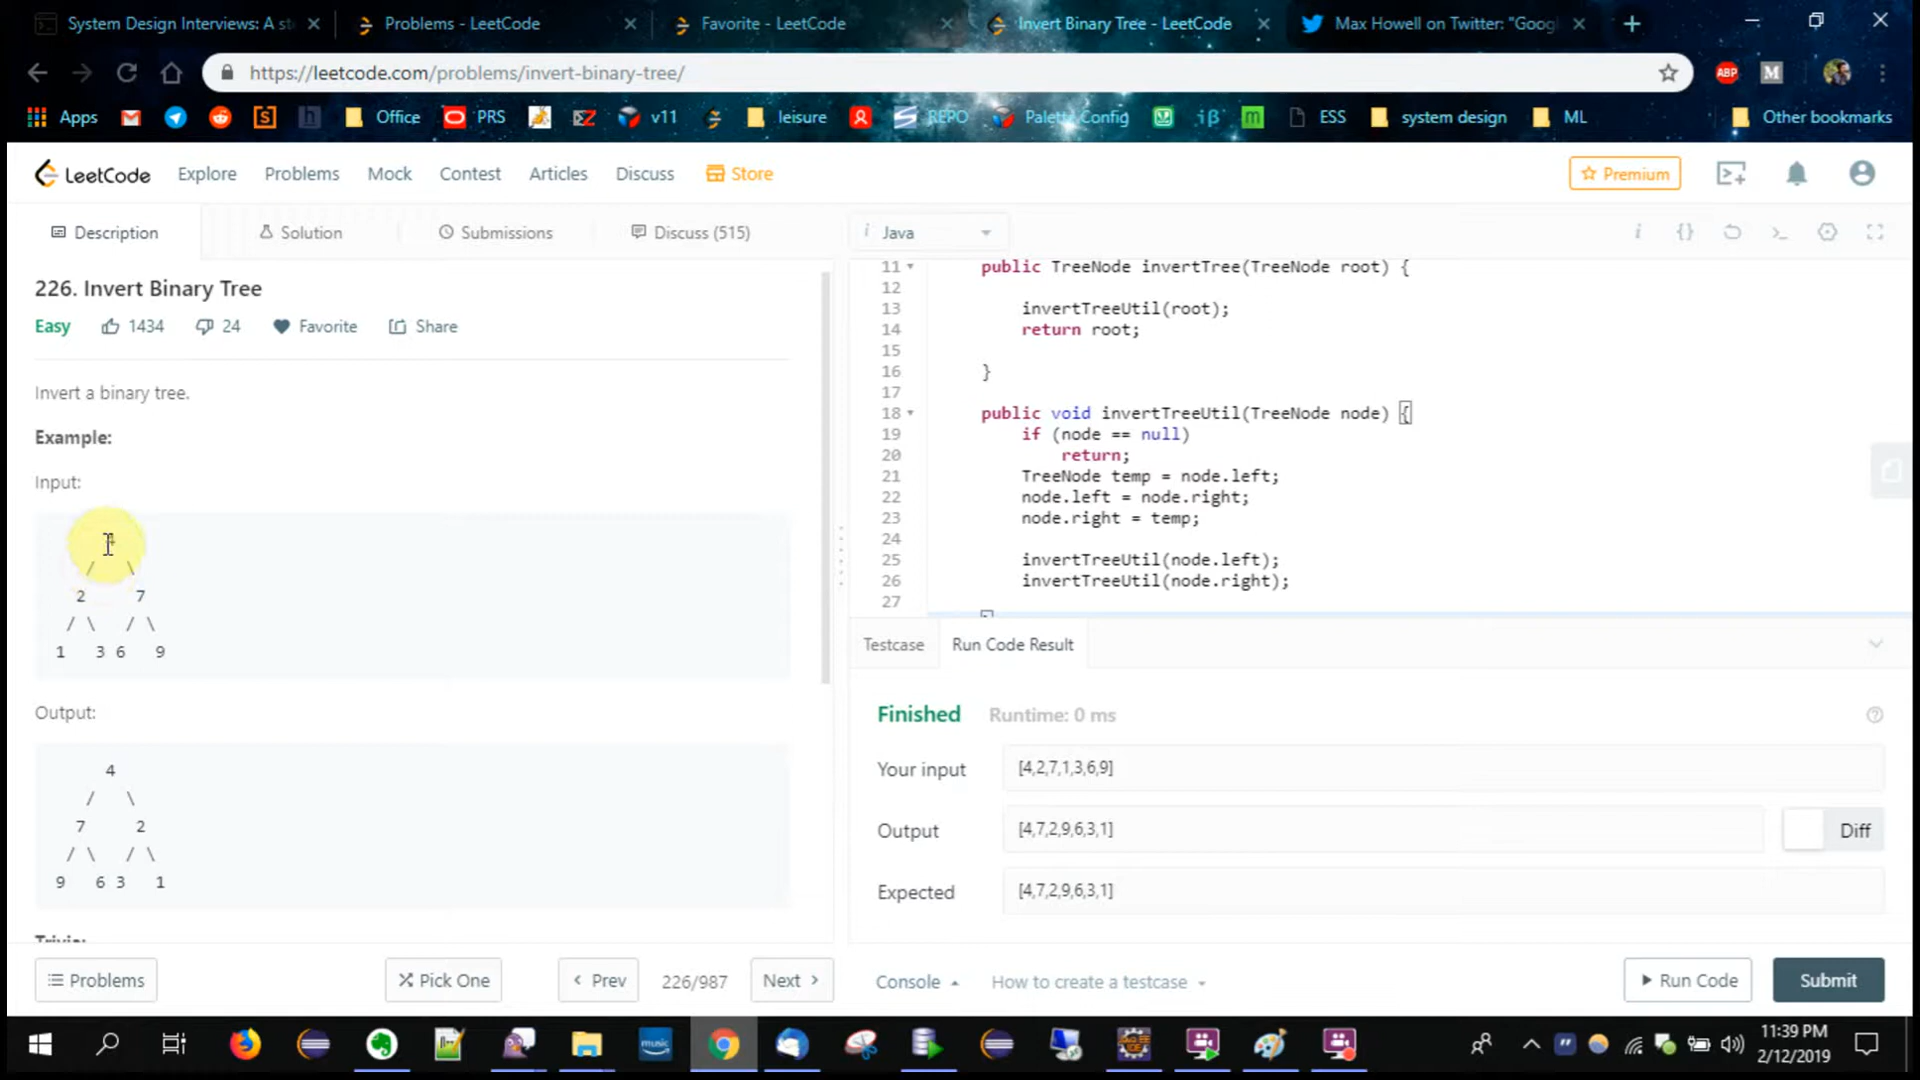 System Design Interviews: A st
Problems - LeetCode
Favorite - LeetCode
Invert Binary Tree - LeetCode
Max Howell on Twitter: "Googl
https://leetcode.com/problems/invert-binary-tree/
ABP
M
Apps
Office
PRS
v11
leisure
REPO
Palette Config
ESS
system design
ML
Other bookmarks
LeetCode
Explore
Problems
Mock
Contest
Articles
Discuss
Store
Premium
Description
Solution
Submissions
Discuss (515)
Java
226. Invert Binary Tree
Easy
1434
24
Favorite
Share
Invert a binary tree.
Example:
Input:
/ \
2 7
/ \ / \
1 3 6 9
Output:
4
/ \
7 2
/ \ / \
9 6 3 1
Trivia:
11 public TreeNode invertTree(TreeNode root) {
12
13 invertTreeUtil(root);
14 return root;
15
16 }
17
18 public void invertTreeUtil(TreeNode node) {
19 if (node == null)
20 return;
21 TreeNode temp = node.left;
22 node.left = node.right;
23 node.right = temp;
24
25 invertTreeUtil(node.left);
26 invertTreeUtil(node.right);
27
Testcase
Run Code Result
Finished
Runtime: 0 ms
Your input
[4,2,7,1,3,6,9]
Output
[4,7,2,9,6,3,1]
Diff
Expected
[4,7,2,9,6,3,1]
Problems
Pick One
Prev
226/987
Next
Console
How to create a testcase
Run Code
Submit
music
11:39 PM
2/12/2019